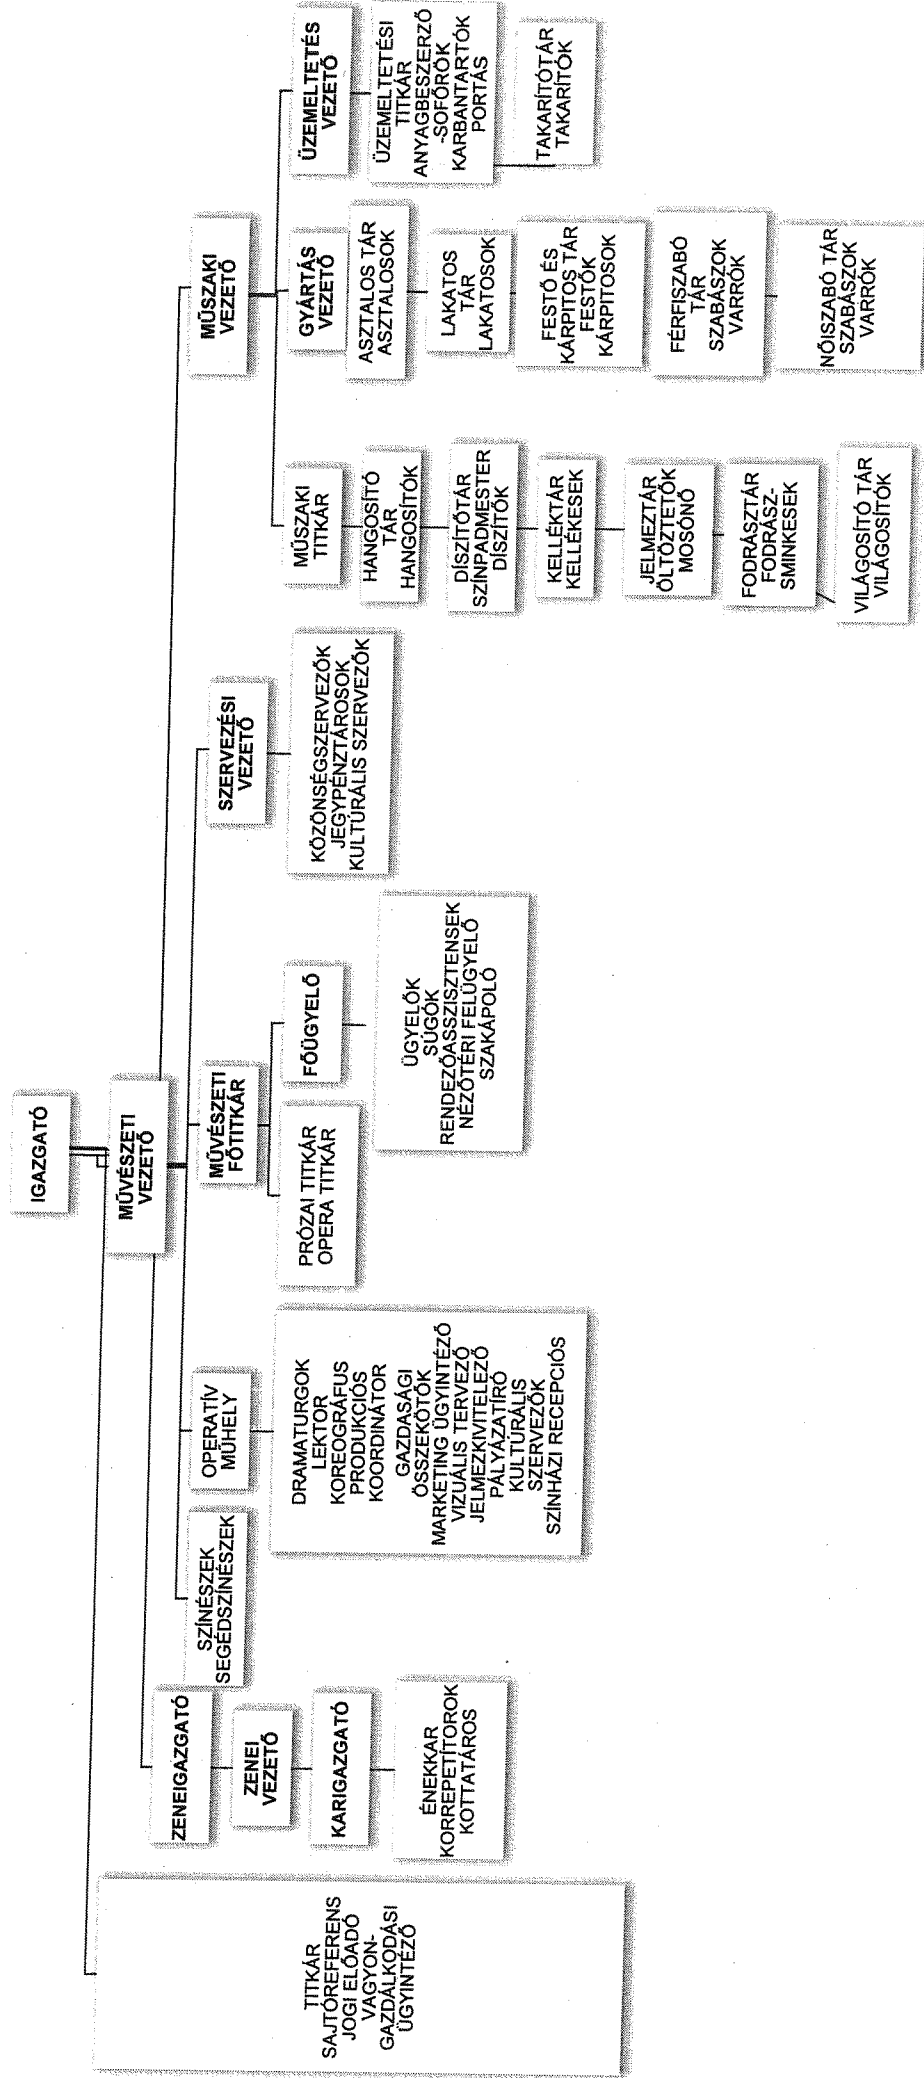 IGAZGATÓ
MŰVÉSZETI
VEZETŐ
TITKÁR
SAJTÓREFERENS
JOGI ELŐADÓ
VAGYON-
GAZDÁLKODÁSI
ÜGYINTÉZŐ
ZENEIGAZGATÓ
ZENEI
VEZETŐ
KARIGAZGATÓ
ÉNEKKAR
KORREPETÍTOROK
KOTTATÁROS
SZÍNÉSZEK
SEGÉDSZÍNÉSZEK
OPERATÍV
MŰHELY
DRAMATURGOK
LEKTOR
KOREOGRÁFUS
PRODUKCIÓS
KOORDINÁTOR
GAZDASÁGI
ÖSSZEKÖTŐK
MARKETING ÜGYINTÉZŐ
VIZUÁLIS TERVEZŐ
JELMEZKIVITELEZŐ
PÁLYÁZATÍRÓ
KULTÚRÁLIS
SZERVEZŐK
SZÍNHÁZI RECEPCIÓS
MŰVÉSZETI
FŐTITKÁR
PRÓZAI TITKÁR
OPERA TITKÁR
FŐÜGYELŐ
ÜGYELŐK
SÚGÓK
RENDEZŐASSZISZTENSEK
NÉZŐTÉRI FELÜGYELŐ
SZAKÁPOLÓ
SZERVEZÉSI
VEZETŐ
KÖZÖNSÉGSZERVEZŐK
JEGYPÉNZTÁROSOK
KULTÚRÁLIS SZERVEZŐK
MŰSZAKI
VEZETŐ
MŰSZAKI
TITKÁR
HANGOSÍTÓ
TÁR
HANGOSÍTÓK
DÍSZÍTŐTÁR
SZÍNPADMESTER
DÍSZÍTŐK
KELLÉKTÁR
KELLÉKESEK
JELMEZTÁR
ÖLTÖZTETŐK
MOSÓNŐ
FODRÁSZTÁR
FODRÁSZ-
SMINKESEK
VILÁGOSÍTÓ TÁR
VILÁGOSÍTÓK
GYÁRTÁS
VEZETŐ
ASZTALOS TÁR
ASZTALOSOK
LAKATOS
TÁR
LAKATOSOK
FESTŐ ÉS
KÁRPITOS TÁR
FESTŐK
KÁRPITOSOK
FÉRFISZABÓ
TÁR
SZABÁSZOK
VARRÓK
NŐISZABÓ TÁR
SZABÁSZOK
VARRÓK
ÜZEMELTETÉS
VEZETŐ
ÜZEMELTETÉSI
TITKÁR
ANYAGBESZERZŐ
-SOFŐRÖK
KARBANTARTÓK
PORTÁS
TAKARÍTÓTÁR
TAKARÍTÓK